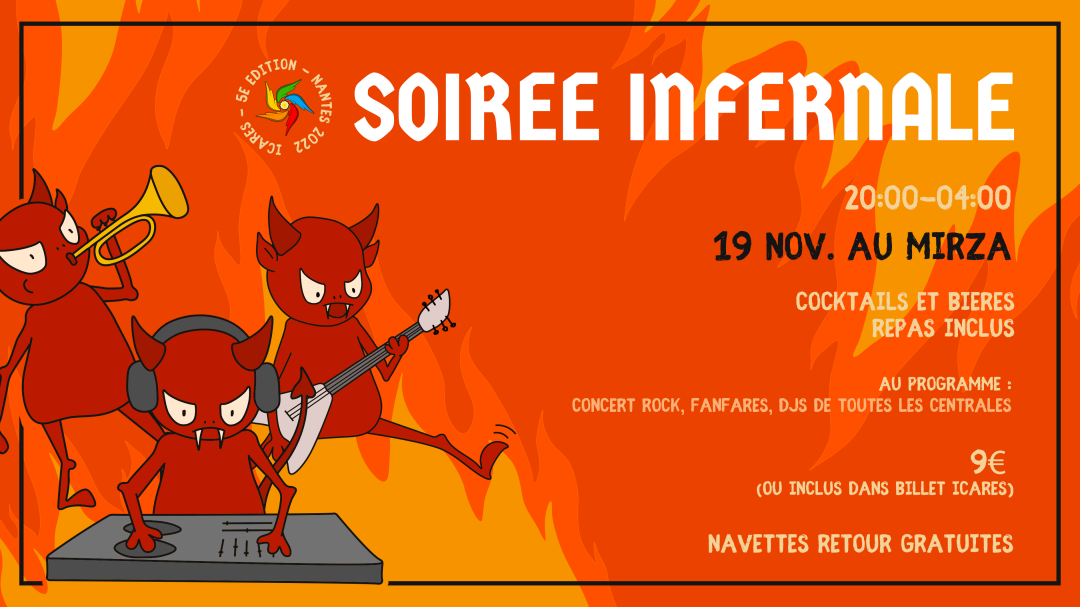 5E EDITION - NANTES 2022 ICARES -
SOIREE INFERNALE
20:00-04:00
19 NOV. AU MIRZA
COCKTAILS ET BIERES
REPAS INCLUS
AU PROGRAMME :
CONCERT ROCK, FANFARES, DJS DE TOUTES LES CENTRALES
9€
(OU INCLUS DANS BILLET ICARES)
NAVETTES RETOUR GRATUITES